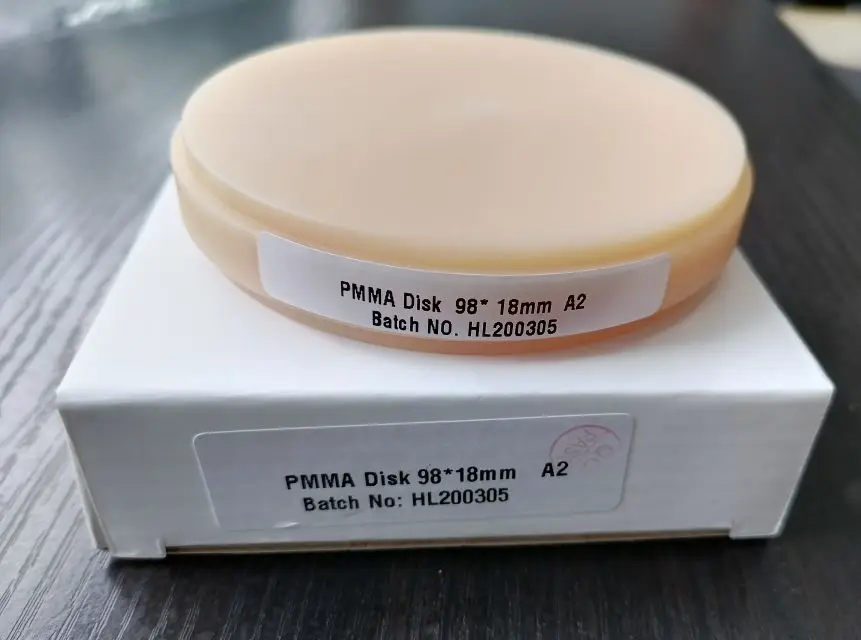 PMMA Disk 98* 18mm A2
Batch NO. HL200305
PMMA Disk 98*18mm A2
Batch No: HL200305